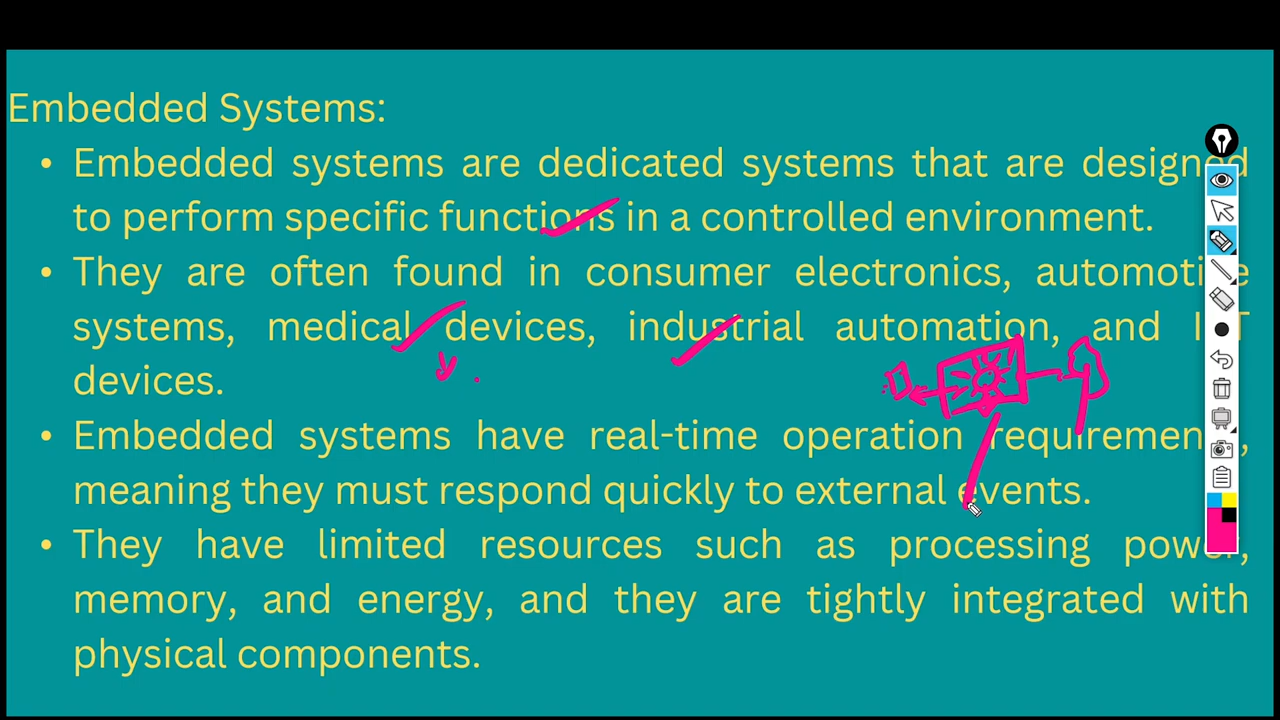 Embedded Systems:
• Embedded systems are dedicated systems that are designed
to perform specific functions in a controlled environment.
• They are often found in consumer electronics, automotive
systems, medical devices, industrial automation, and IoT
devices.
• Embedded systems have real-time operation requirements,
meaning they must respond quickly to external events.
• They have limited resources such as processing power,
memory, and energy, and they are tightly integrated with
physical components.